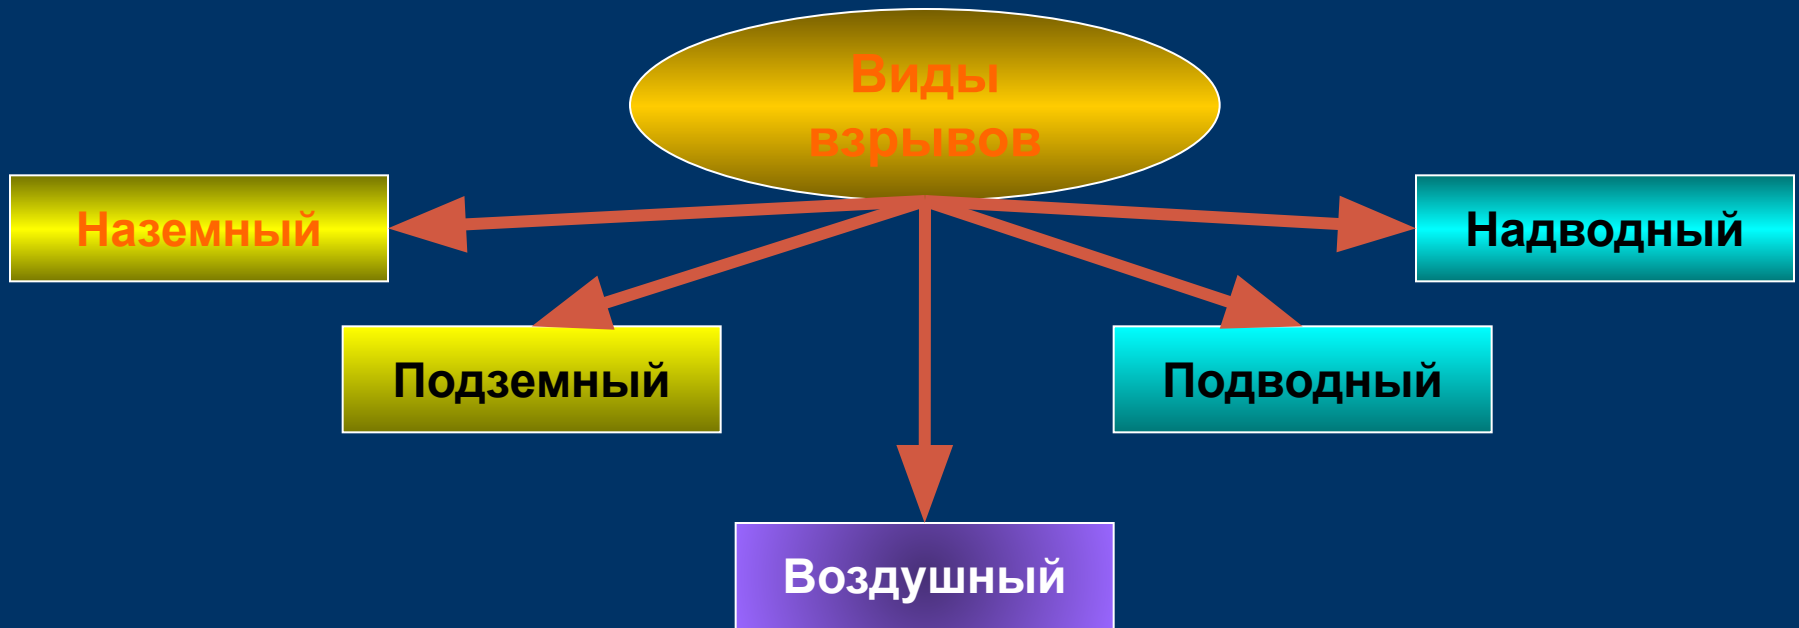 Виды
взрывов
Наземный
Надводный
Подземный
Подводный
Воздушный